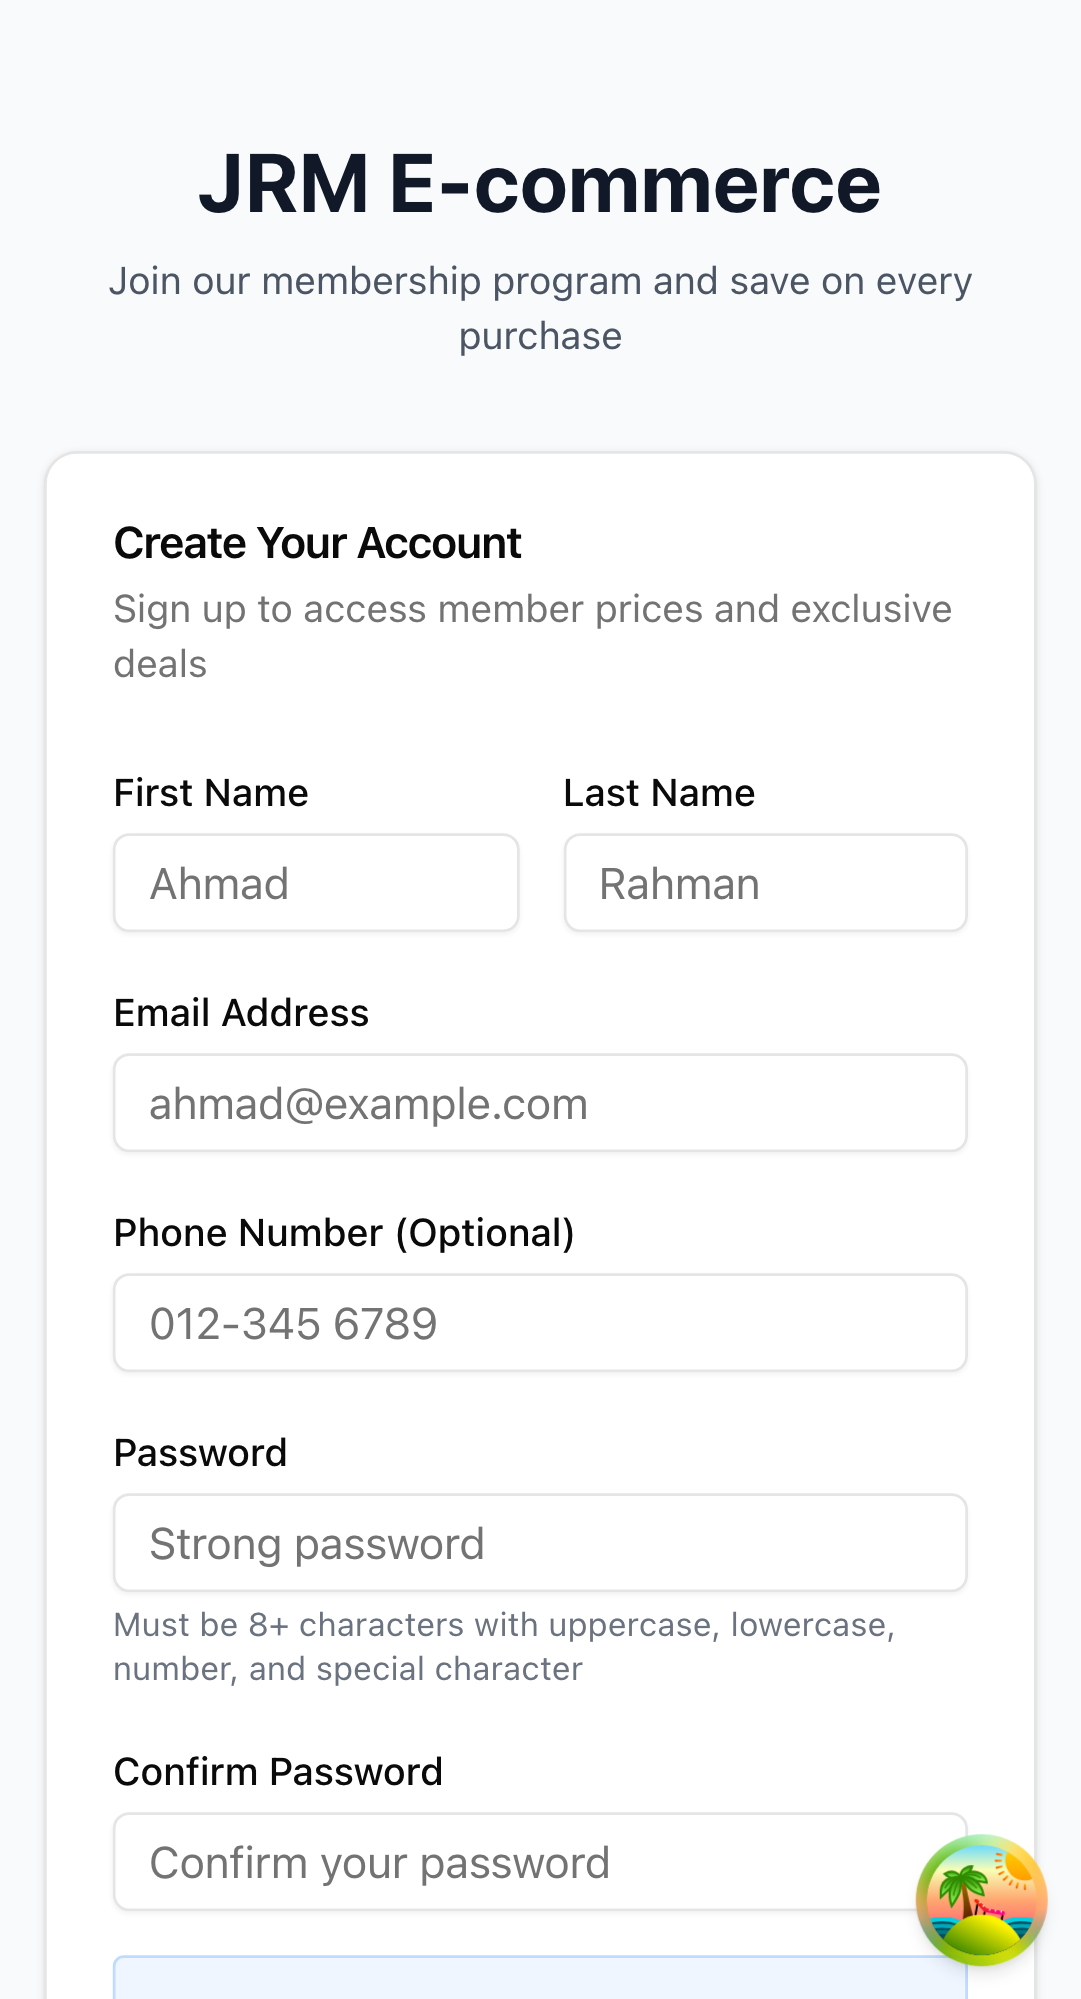 JRM E-commerce
Join our membership program and save on every
purchase
Create Your Account
Sign up to access member prices and exclusive
deals
First Name
Last Name
Ahmad
Rahman
Email Address
ahmad@example.com
Phone Number (Optional)
012-345 6789
Password
Strong password
Must be 8+ characters with uppercase, lowercase,
number, and special character
Confirm Password
Confirm your password